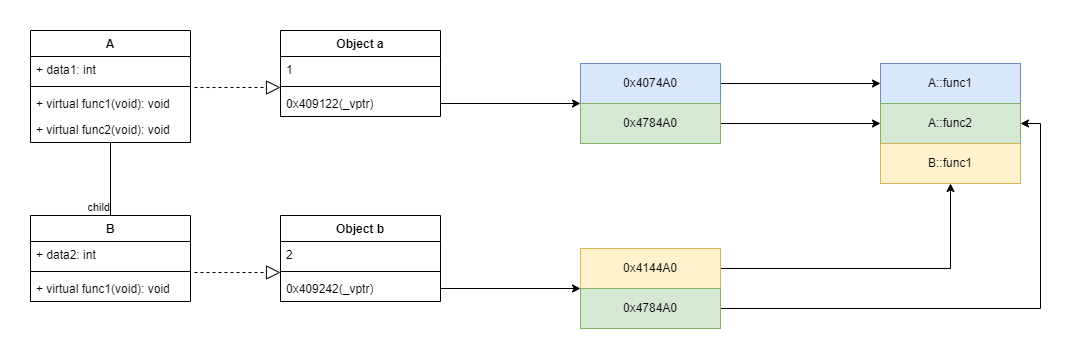 A
+ data1: int
+ virtual func1(void): void
+ virtual func2(void): void
child
B
+ data2: int
+ virtual func1(void): void
Object a
1
0x409122(_vptr)
Object b
2
0x409242(_vptr)
0x4074A0
0x4784A0
0x4144A0
0x4784A0
A::func1
A::func2
B::func1